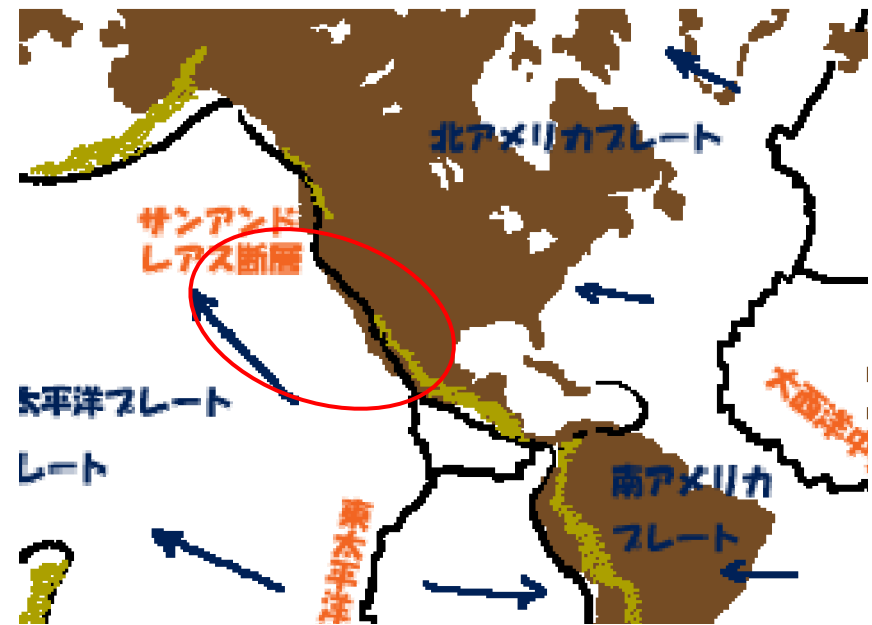 北アメリカプレート
サンアンド
レアス断層
太平洋プレート
大西洋中
レート
南アメリカ
プレート
東太平洋